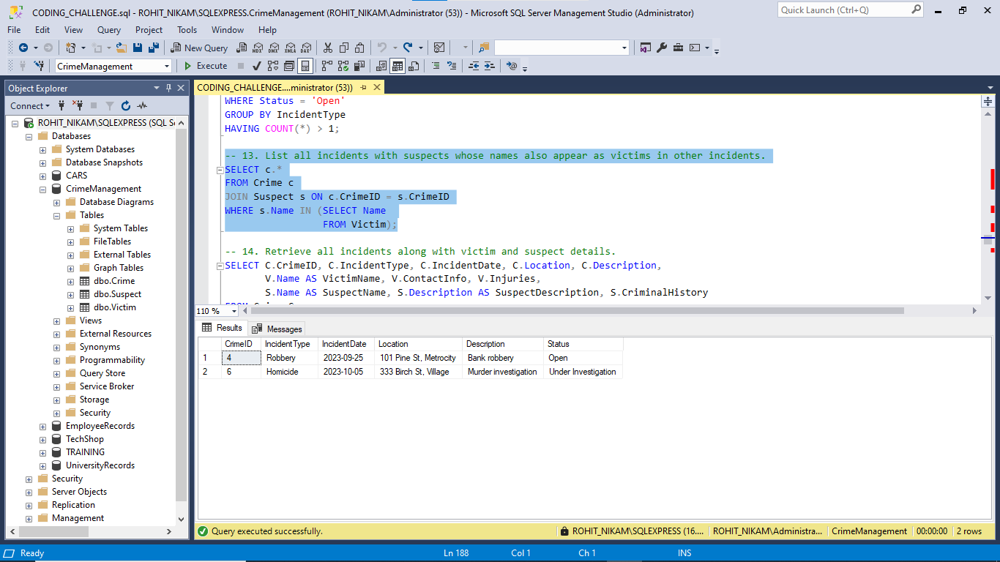 CODING_CHALLENGE.sql - ROHIT_NIKAM\SQLEXPRESS.CrimeManagement (ROHIT_NIKAM\Administrator (53)) - Microsoft SQL Server Management Studio (Administrator)
Quick Launch (Ctrl+Q)
File Edit View Query Project Tools Window Help
New Query MDX DMX XMLA DAX
CrimeManagement Execute
Object Explorer
Connect
ROHIT_NIKAM\SQLEXPRESS (SQL S
Databases
System Databases
Database Snapshots
CARS
CrimeManagement
Database Diagrams
Tables
System Tables
FileTables
External Tables
Graph Tables
dbo.Crime
dbo.Suspect
dbo.Victim
Views
External Resources
Synonyms
Programmability
Query Store
Service Broker
Storage
Security
EmployeeRecords
TechShop
TRAINING
UniversityRecords
Security
Server Objects
Replication
Management
CODING_CHALLENGE....ministrator (53))
WHERE Status = 'Open'
GROUP BY IncidentType
HAVING COUNT(*) > 1;
-- 13. List all incidents with suspects whose names also appear as victims in other incidents.
SELECT c.*
FROM Crime c
JOIN Suspect s ON c.CrimeID = s.CrimeID
WHERE s.Name IN (SELECT Name
FROM Victim);
-- 14. Retrieve all incidents along with victim and suspect details.
SELECT C.CrimeID, C.IncidentType, C.IncidentDate, C.Location, C.Description,
V.Name AS VictimName, V.ContactInfo, V.Injuries,
S.Name AS SuspectName, S.Description AS SuspectDescription, S.CriminalHistory
110 %
Results Messages
CrimeID IncidentType IncidentDate Location Description Status
1 4 Robbery 2023-09-25 101 Pine St, Metrocity Bank robbery Open
2 6 Homicide 2023-10-05 333 Birch St, Village Murder investigation Under Investigation
Query executed successfully. ROHIT_NIKAM\SQLEXPRESS (16.... ROHIT_NIKAM\Administra... CrimeManagement 00:00:00 2 rows
Ready Ln 188 Col 1 Ch 1 INS